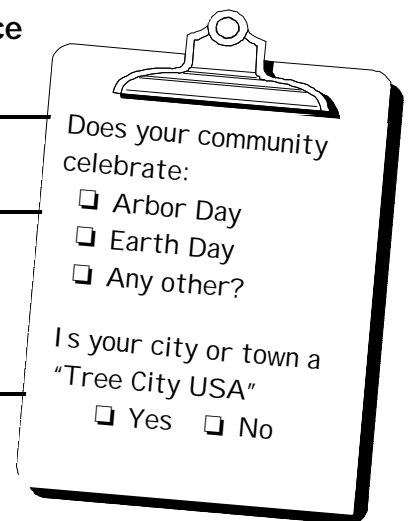 ce
Does your community
celebrate:
❏ Arbor Day
❏ Earth Day
❏ Any other?
Is your city or town a
“Tree City USA”
❏ Yes ❏ No